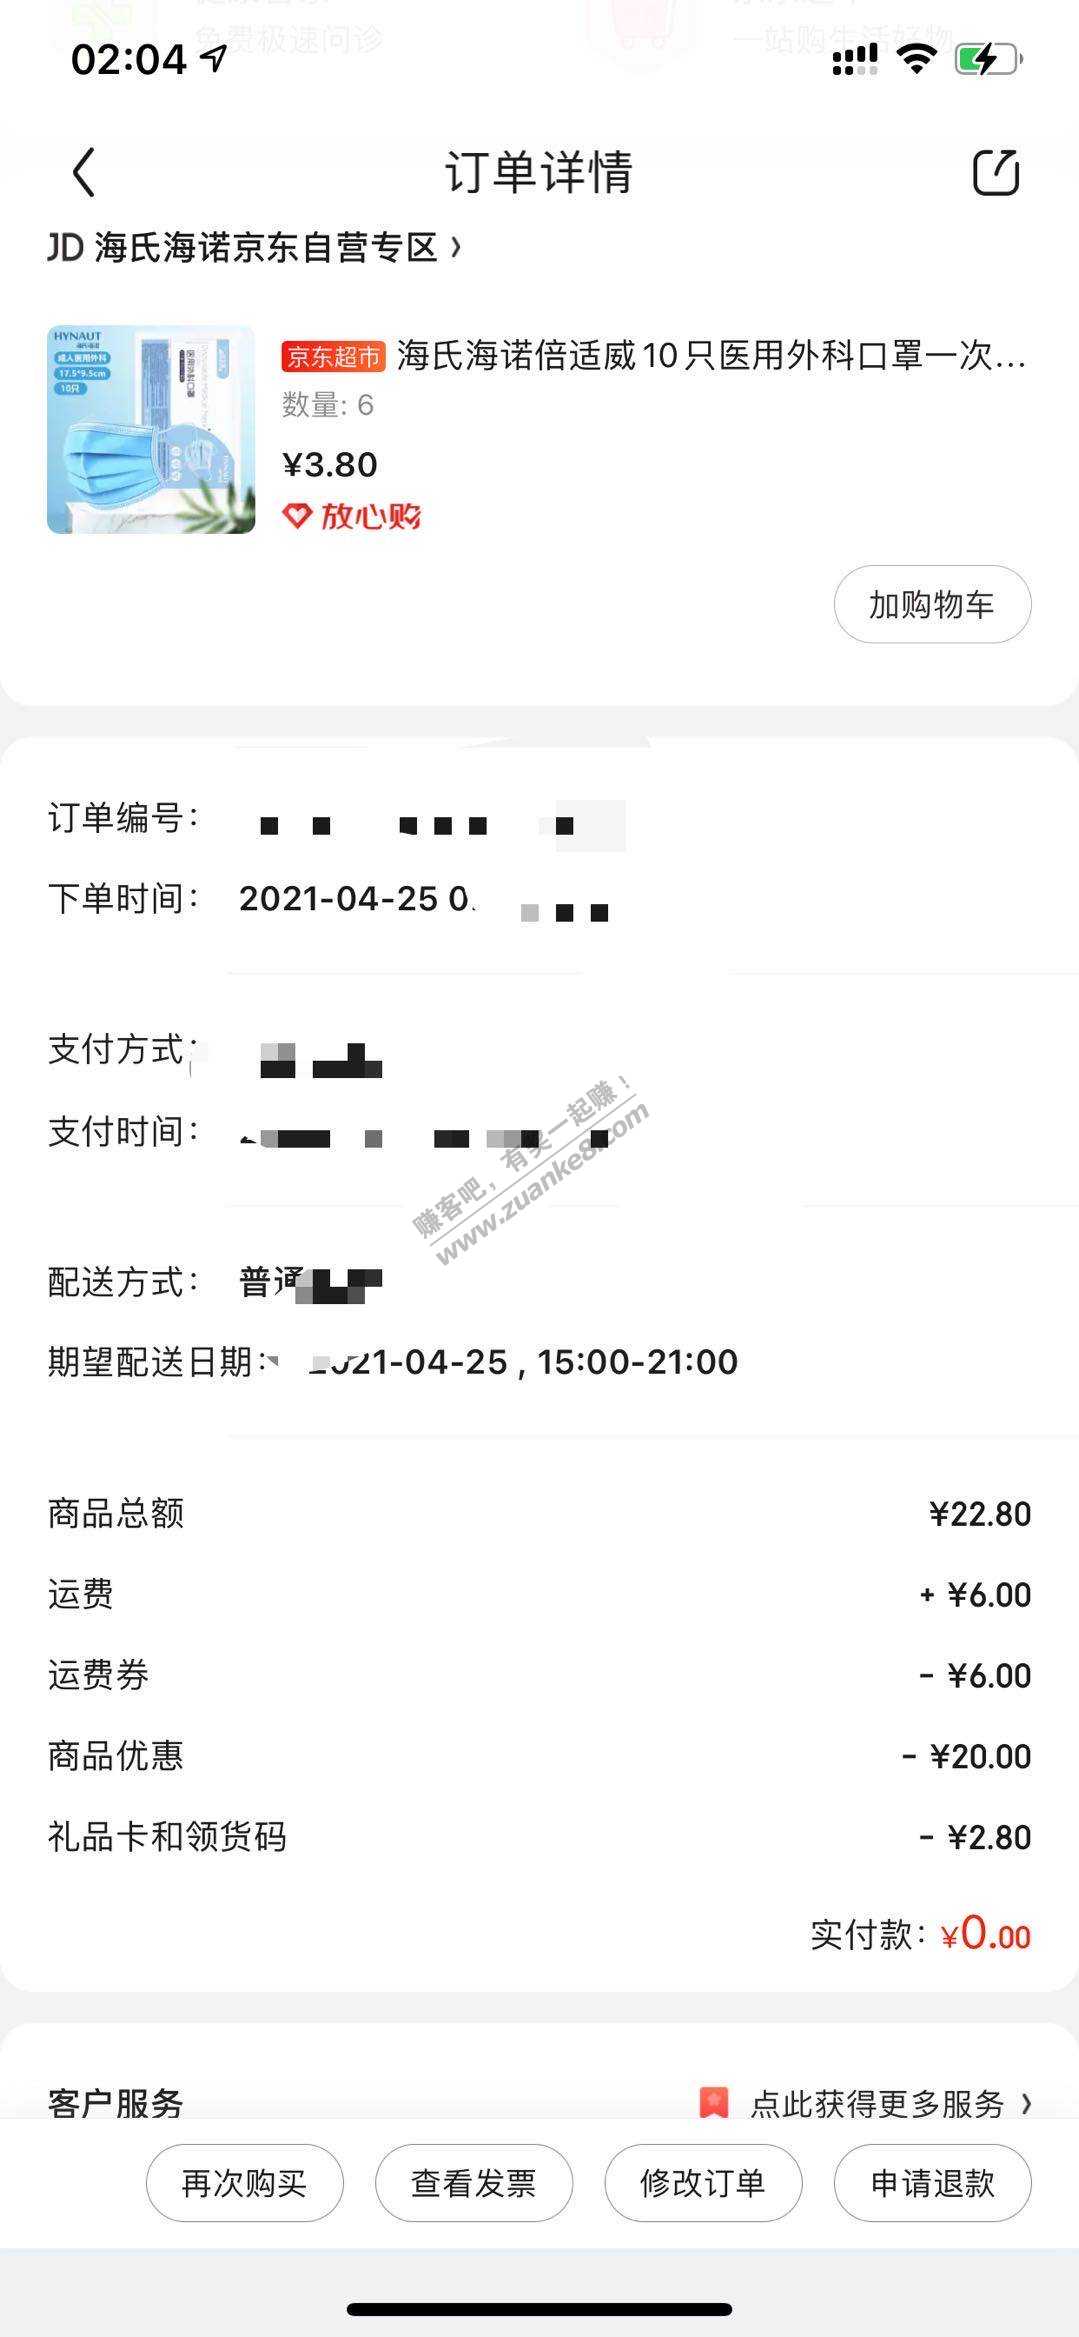 免费极速问诊
一站购生活好物
02:04
订单详情
JD 海氏海诺京东自营专区 ›
HYNAUT
海氏海诺
成人医用外科
17.5*9.5cm
10只
京东超市 海氏海诺倍适威10只医用外科口罩一次...
数量: 6
¥3.80
放心购
加购物车
订单编号:
下单时间: 2021-04-25 0
支付方式:
支付时间:
配送方式: 普通
期望配送日期: 2021-04-25 , 15:00-21:00
赚客吧，有奖一起赚！
www.zuanke8.com
商品总额 ¥22.80
运费 + ¥6.00
运费券 - ¥6.00
商品优惠 - ¥20.00
礼品卡和领货码 - ¥2.80
实付款: ¥0.00
客户服务 点此获得更多服务 ›
再次购买 查看发票 修改订单 申请退款